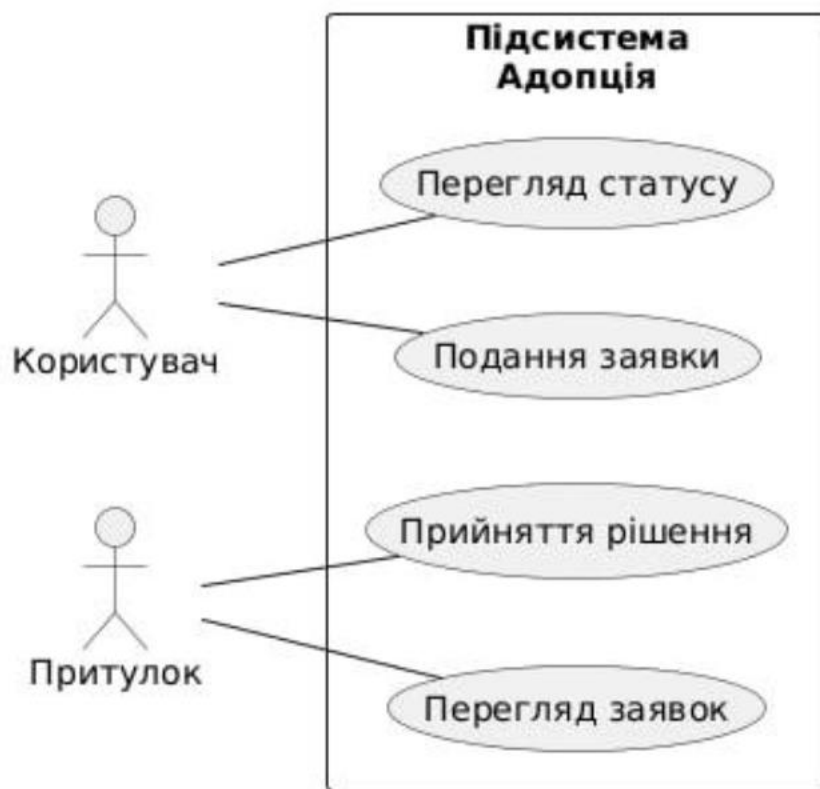 Підсистема
Адопція
Перегляд статусу
Користувач
Подання заявки
Прийняття рішення
Притулок
Перегляд заявок